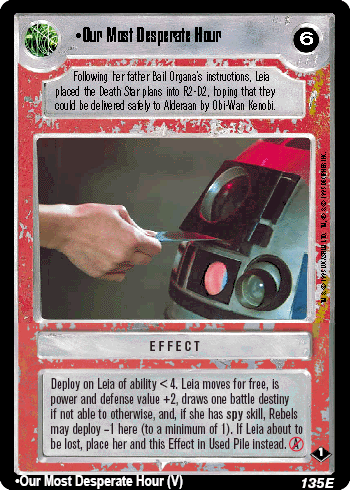 •Our Most Desperate Hour
6
Following her father Bail Organa's instructions, Leia
placed the Death Star plans into R2-D2, hoping that they
could be delivered safely to Alderaan by Obi-Wan Kenobi.
EFFECT
Deploy on Leia of ability < 4. Leia moves for free, is
power and defense value +2, draws one battle destiny
if not able to otherwise, and, if she has spy skill, Rebels
may deploy –1 here (to a minimum of 1). If Leia about
to be lost, place her and this Effect in Used Pile instead. A
1
•Our Most Desperate Hour (V)
135E